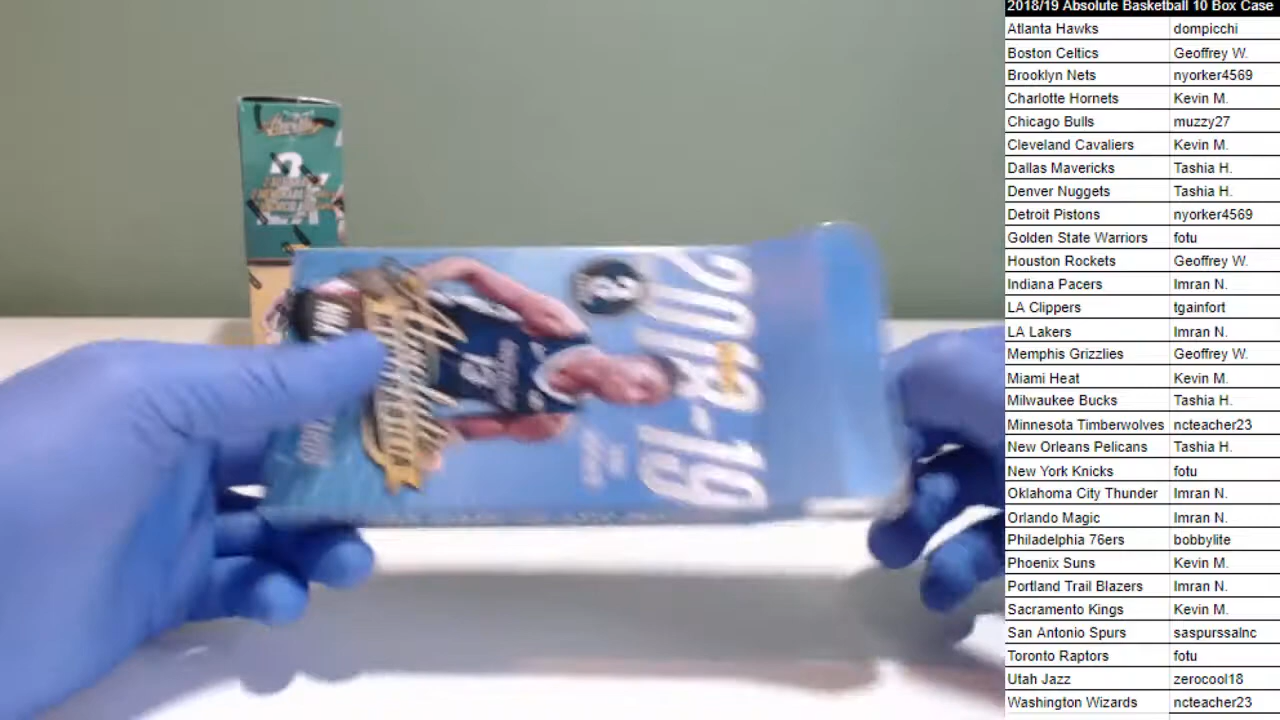 2018/19 Absolute Basketball 10 Box Case
Atlanta Hawks dompicchi
Boston Celtics Geoffrey W.
Brooklyn Nets nyorker4569
Charlotte Hornets Kevin M.
Chicago Bulls muzzy27
Cleveland Cavaliers Kevin M.
Dallas Mavericks Tashia H.
Denver Nuggets Tashia H.
Detroit Pistons nyorker4569
Golden State Warriors fotu
Houston Rockets Geoffrey W.
Indiana Pacers Imran N.
LA Clippers tgainfort
LA Lakers Imran N.
Memphis Grizzlies Geoffrey W.
Miami Heat Kevin M.
Milwaukee Bucks Tashia H.
Minnesota Timberwolves ncteacher23
New Orleans Pelicans Tashia H.
New York Knicks fotu
Oklahoma City Thunder Imran N.
Orlando Magic Imran N.
Philadelphia 76ers bobbylite
Phoenix Suns Kevin M.
Portland Trail Blazers Imran N.
Sacramento Kings Kevin M.
San Antonio Spurs saspurssalnc
Toronto Raptors fotu
Utah Jazz zerocool18
Washington Wizards ncteacher23
2018-19